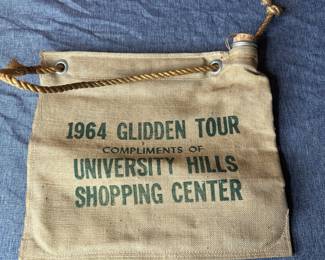 1964 GLIDDEN TOUR
COMPLIMENTS OF
UNIVERSITY HILLS
SHOPPING CENTER